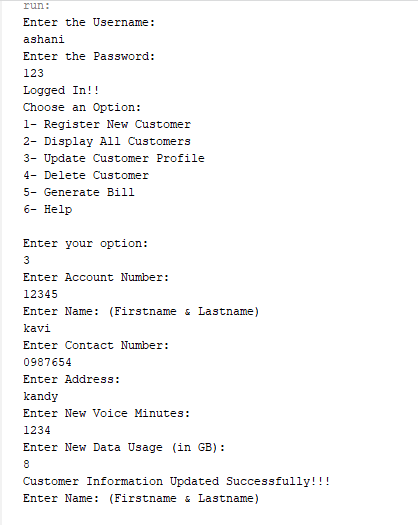 run:
Enter the Username:
ashani
Enter the Password:
123
Logged In!!
Choose an Option:
1- Register New Customer
2- Display All Customers
3- Update Customer Profile
4- Delete Customer
5- Generate Bill
6- Help
Enter your option:
3
Enter Account Number:
12345
Enter Name: (Firstname & Lastname)
kavi
Enter Contact Number:
0987654
Enter Address:
kandy
Enter New Voice Minutes:
1234
Enter New Data Usage (in GB):
8
Customer Information Updated Successfully!!!
Enter Name: (Firstname & Lastname)